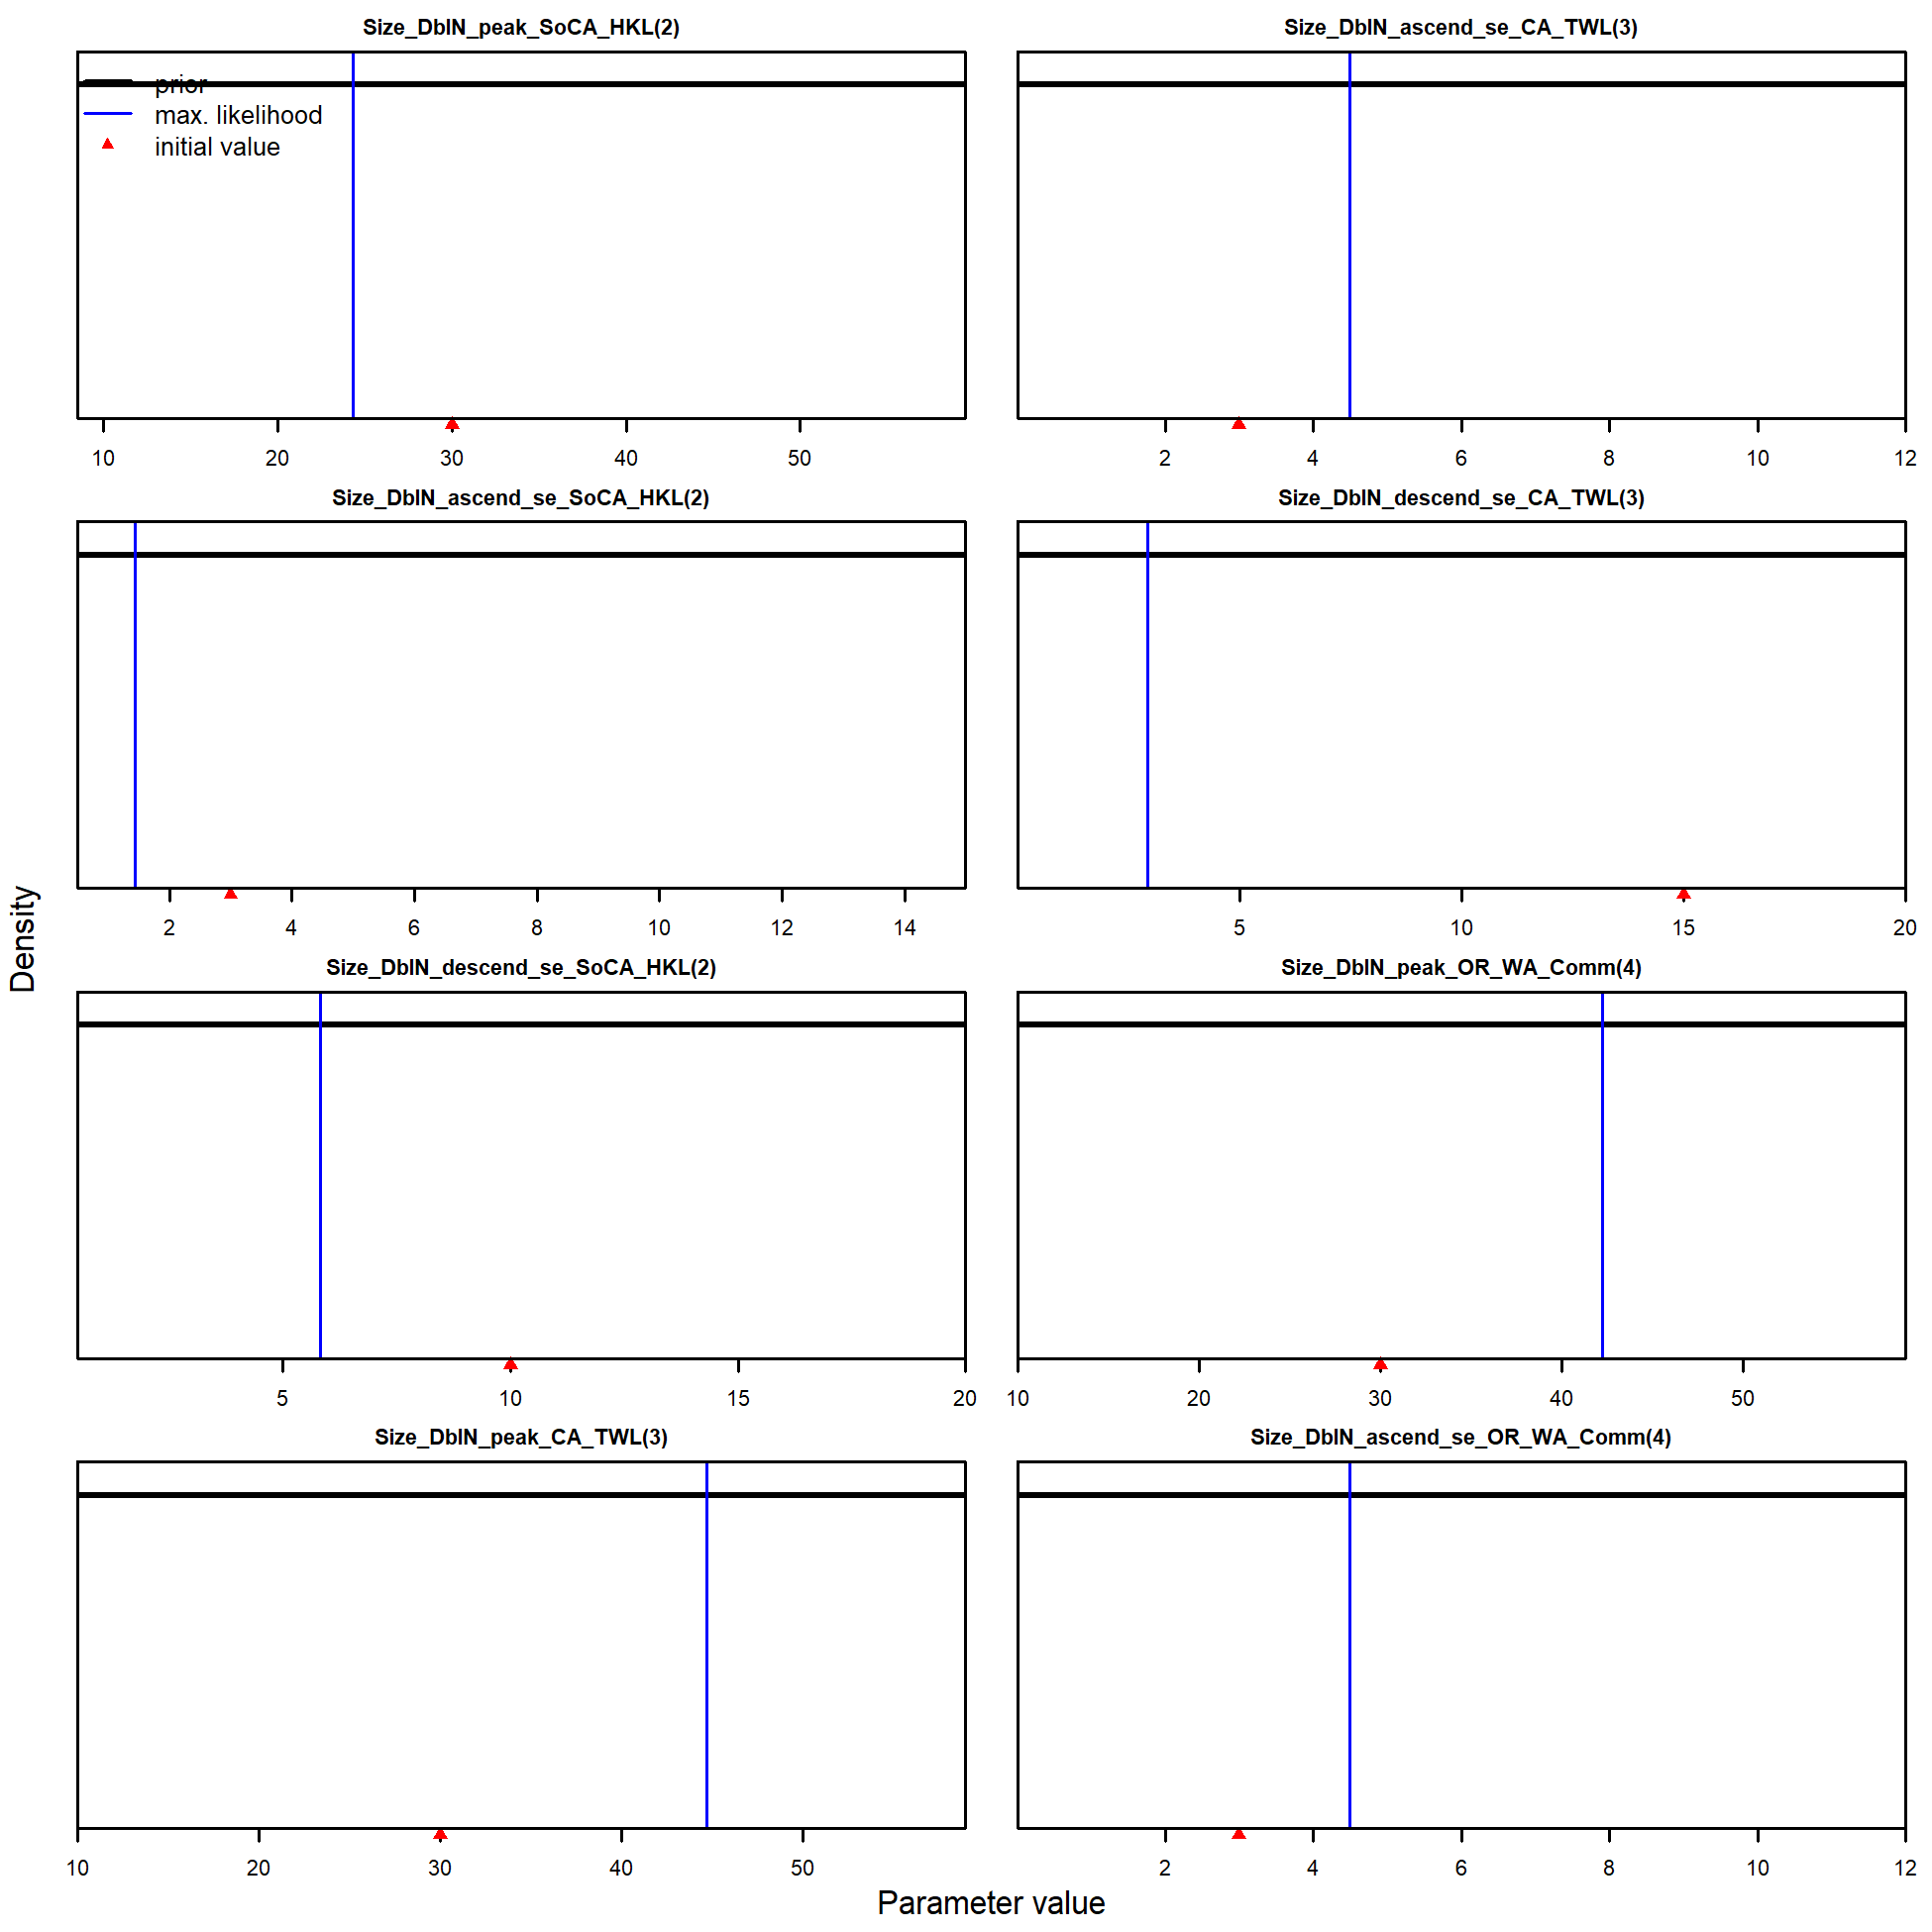 Size_DblN_peak_SoCA_HKL(2)
prior
max. likelihood
initial value
10 20 30 40 50
Size_DblN_ascend_se_CA_TWL(3)
2 4 6 8 10 12
Size_DblN_ascend_se_SoCA_HKL(2)
2 4 6 8 10 12 14
Size_DblN_descend_se_CA_TWL(3)
5 10 15 20
Size_DblN_descend_se_SoCA_HKL(2)
5 10 15 20
Size_DblN_peak_OR_WA_Comm(4)
10 20 30 40 50
Size_DblN_peak_CA_TWL(3)
10 20 30 40 50
Size_DblN_ascend_se_OR_WA_Comm(4)
2 4 6 8 10 12
Density
Parameter value